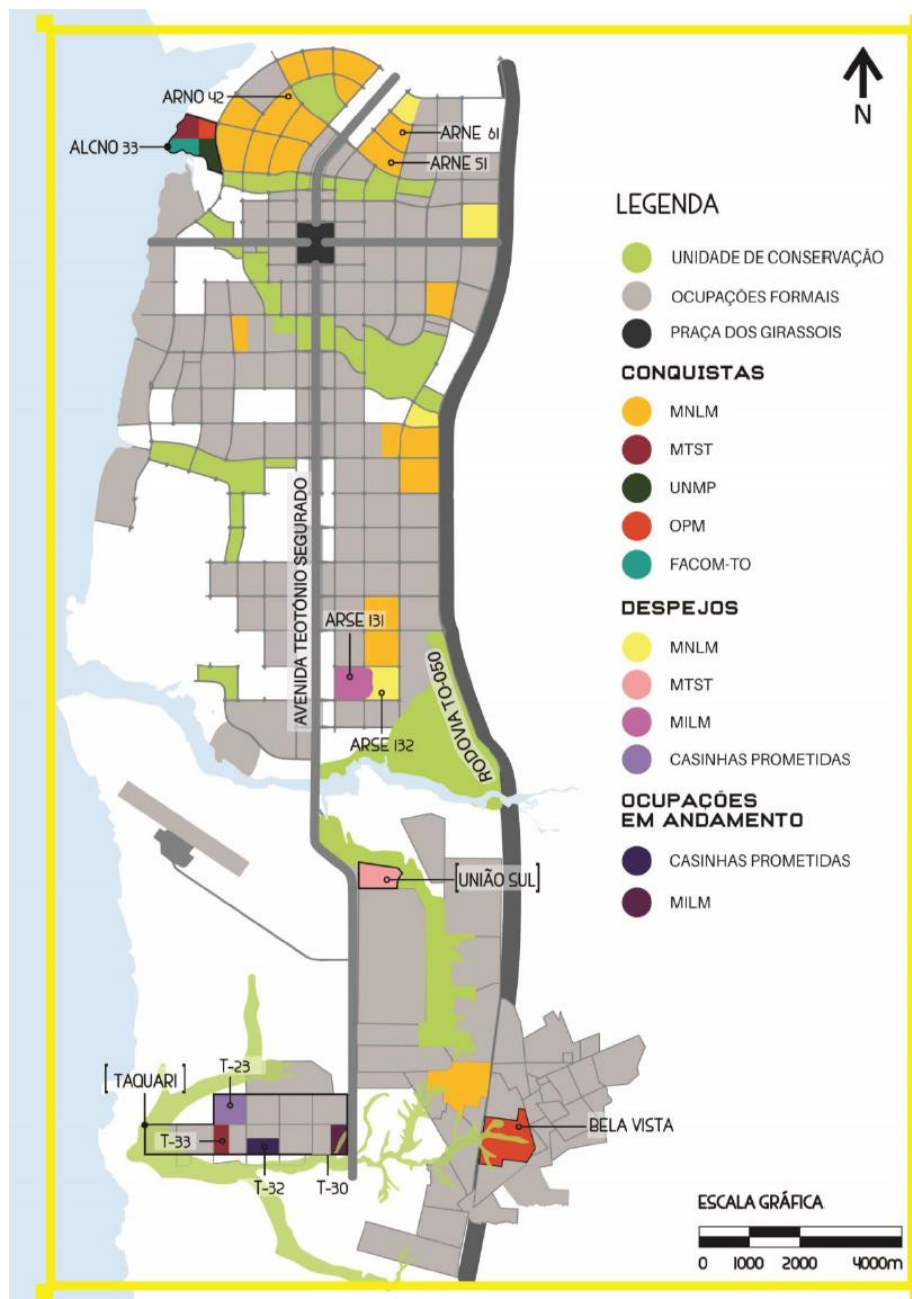 ARNO 42
ALCNO 33
ARNE 61
ARNE 51
N
LEGENDA
UNIDADE DE CONSERVAÇÃO
OCUPAÇÕES FORMAIS
PRAÇA DOS GIRASSOIS
CONQUISTAS
MNLM
MTST
UNMP
OPM
FACOM-TO
DESPEJOS
MNLM
MTST
MILM
CASINHAS PROMETIDAS
OCUPAÇÕES
EM ANDAMENTO
CASINHAS PROMETIDAS
MILM
AVENIDA TEOTÔNIO SEGURADO
ARSE 131
ARSE 132
RODOVIA TO-050
[UNIÃO SUL]
T-23
[TAQUARI]
T-33
T-32
T-30
BELA VISTA
ESCALA GRÁFICA
0 1000 2000 4000m